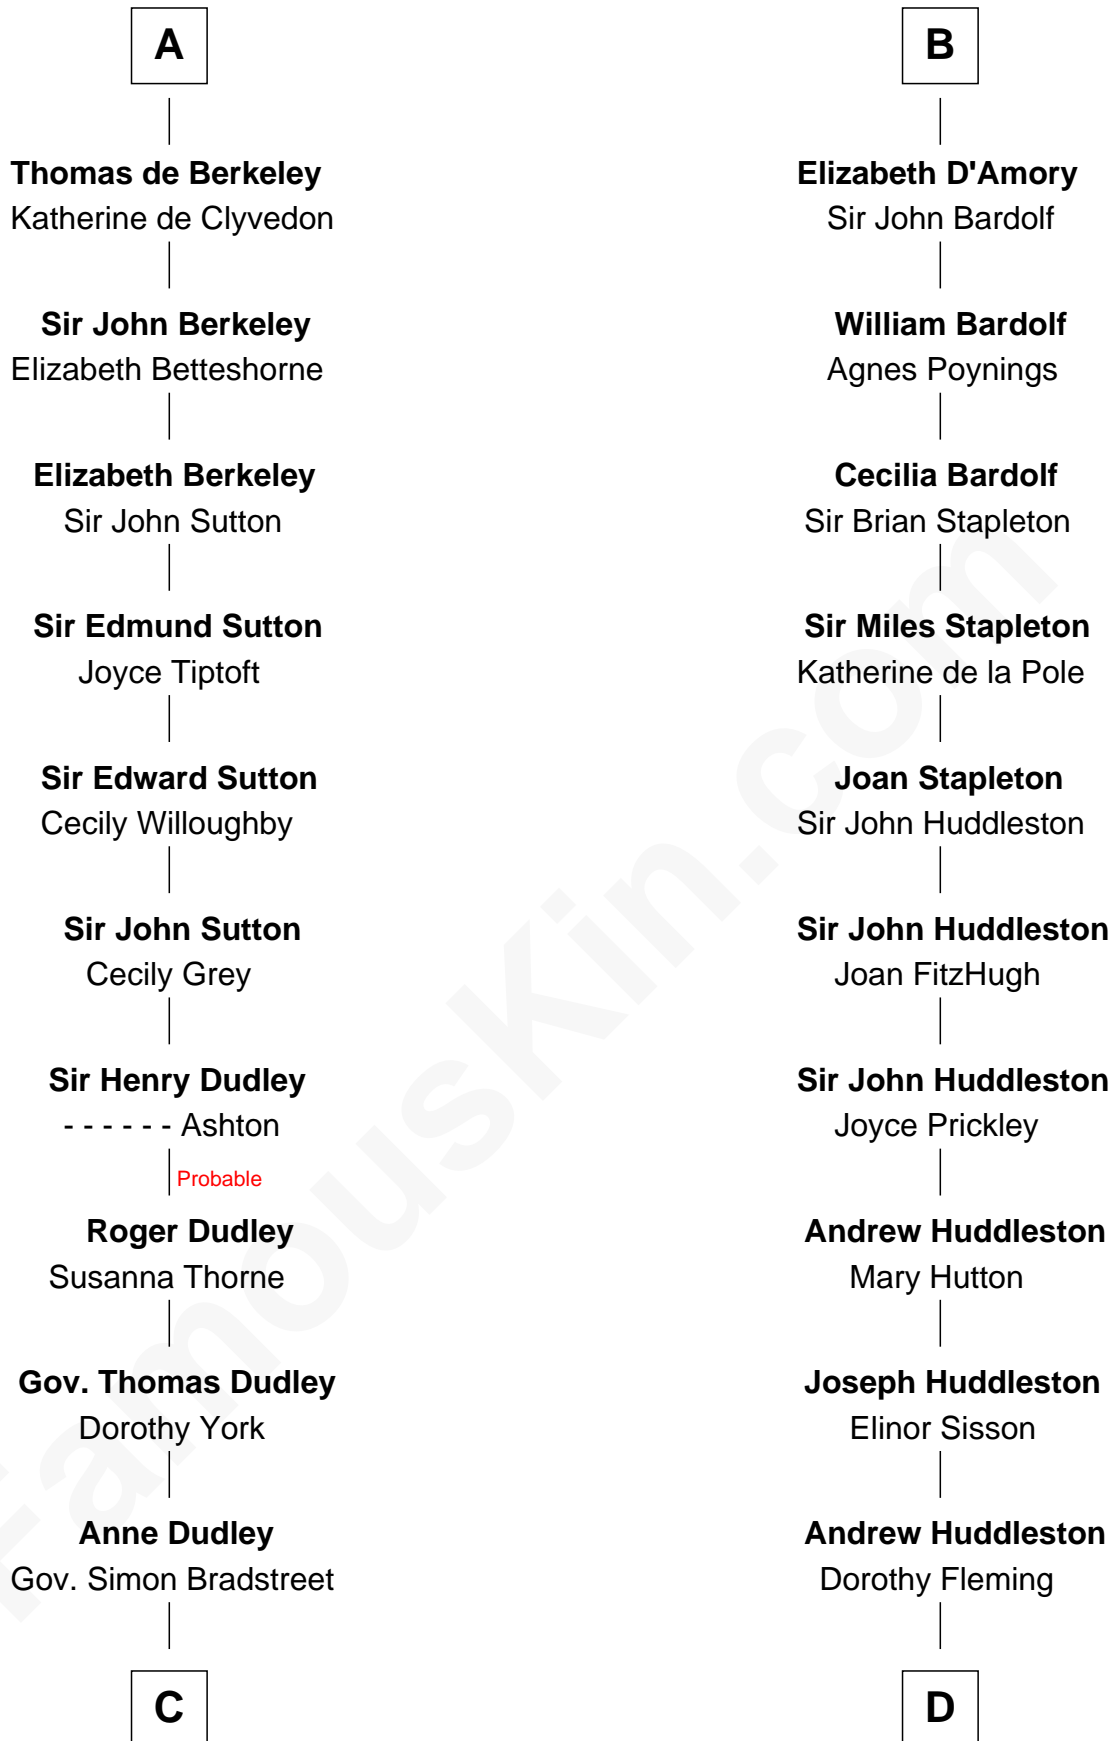 A
Thomas de Berkeley
Katherine de Clyvedon
Sir John Berkeley
Elizabeth Betteshorne
Elizabeth Berkeley
Sir John Sutton
Sir Edmund Sutton
Joyce Tiptoft
Sir Edward Sutton
Cecily Willoughby
Sir John Sutton
Cecily Grey
Sir Henry Dudley
- - - - - - Ashton
Probable
Roger Dudley
Susanna Thorne
Gov. Thomas Dudley
Dorothy York
Anne Dudley
Gov. Simon Bradstreet
C
B
Elizabeth D'Amory
Sir John Bardolf
William Bardolf
Agnes Poynings
Cecilia Bardolf
Sir Brian Stapleton
Sir Miles Stapleton
Katherine de la Pole
Joan Stapleton
Sir John Huddleston
Sir John Huddleston
Joan FitzHugh
Sir John Huddleston
Joyce Prickley
Andrew Huddleston
Mary Hutton
Joseph Huddleston
Elinor Sisson
Andrew Huddleston
Dorothy Fleming
D
FamousKin.com